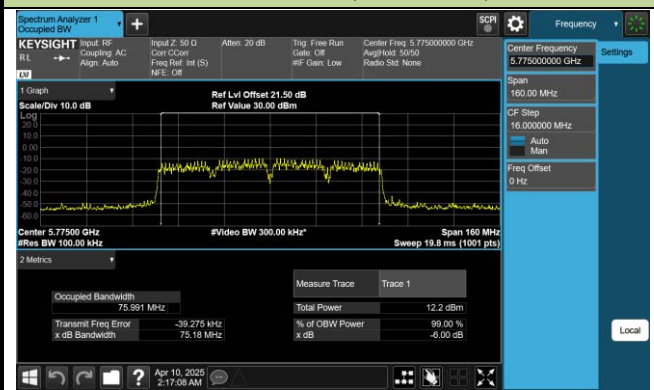 Spectrum Analyzer 1
Occupied BW
SCPI
Frequency
KEYSIGHT
RL
LXI
Input: RF
Coupling: AC
Align: Auto
Input Z: 50 Ω
Corr CCorr
Freq Ref: Int (S)
NFE: Off
Atten: 20 dB
Trig: Free Run
Gate: Off
#IF Gain: Low
Center Freq: 5.775000000 GHz
Avg|Hold: 50/50
Radio Std: None
Center Frequency
5.775000000 GHz
Settings
Span
160.00 MHz
CF Step
16.000000 MHz
Auto
Man
Freq Offset
0 Hz
1 Graph
Scale/Div 10.0 dB
Ref Lvl Offset 21.50 dB
Ref Value 30.00 dBm
Log
20.0
10.0
0.00
-10.0
-20.0
-30.0
-40.0
-50.0
-60.0
Center 5.77500 GHz
#Res BW 100.00 kHz
#Video BW 300.00 kHz*
Span 160 MHz
Sweep 19.8 ms (1001 pts)
2 Metrics
Measure Trace
Trace 1
Occupied Bandwidth
75.991 MHz
Total Power
12.2 dBm
Transmit Freq Error
-39.275 kHz
% of OBW Power
99.00 %
x dB Bandwidth
75.18 MHz
x dB
-6.00 dB
Local
?
Apr 10, 2025
2:17:08 AM